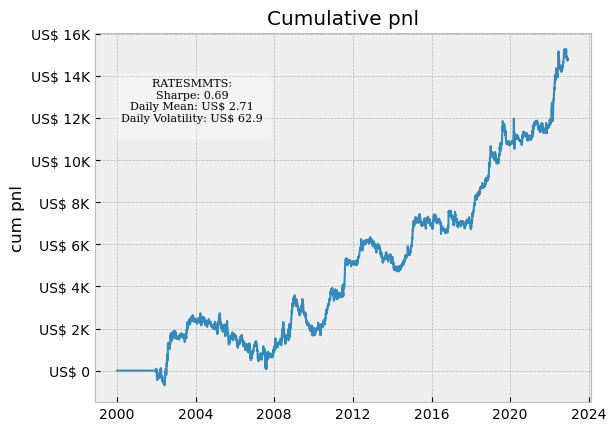 Cumulative pnl
US$ 16K
US$ 14K
US$ 12K
US$ 10K
US$ 8K
US$ 6K
US$ 4K
US$ 2K
US$ 0
cum pnl
RATESMMTS:
Sharpe: 0.69
Daily Mean: US$ 2.71
Daily Volatility: US$ 62.9
2000 2004 2008 2012 2016 2020 2024